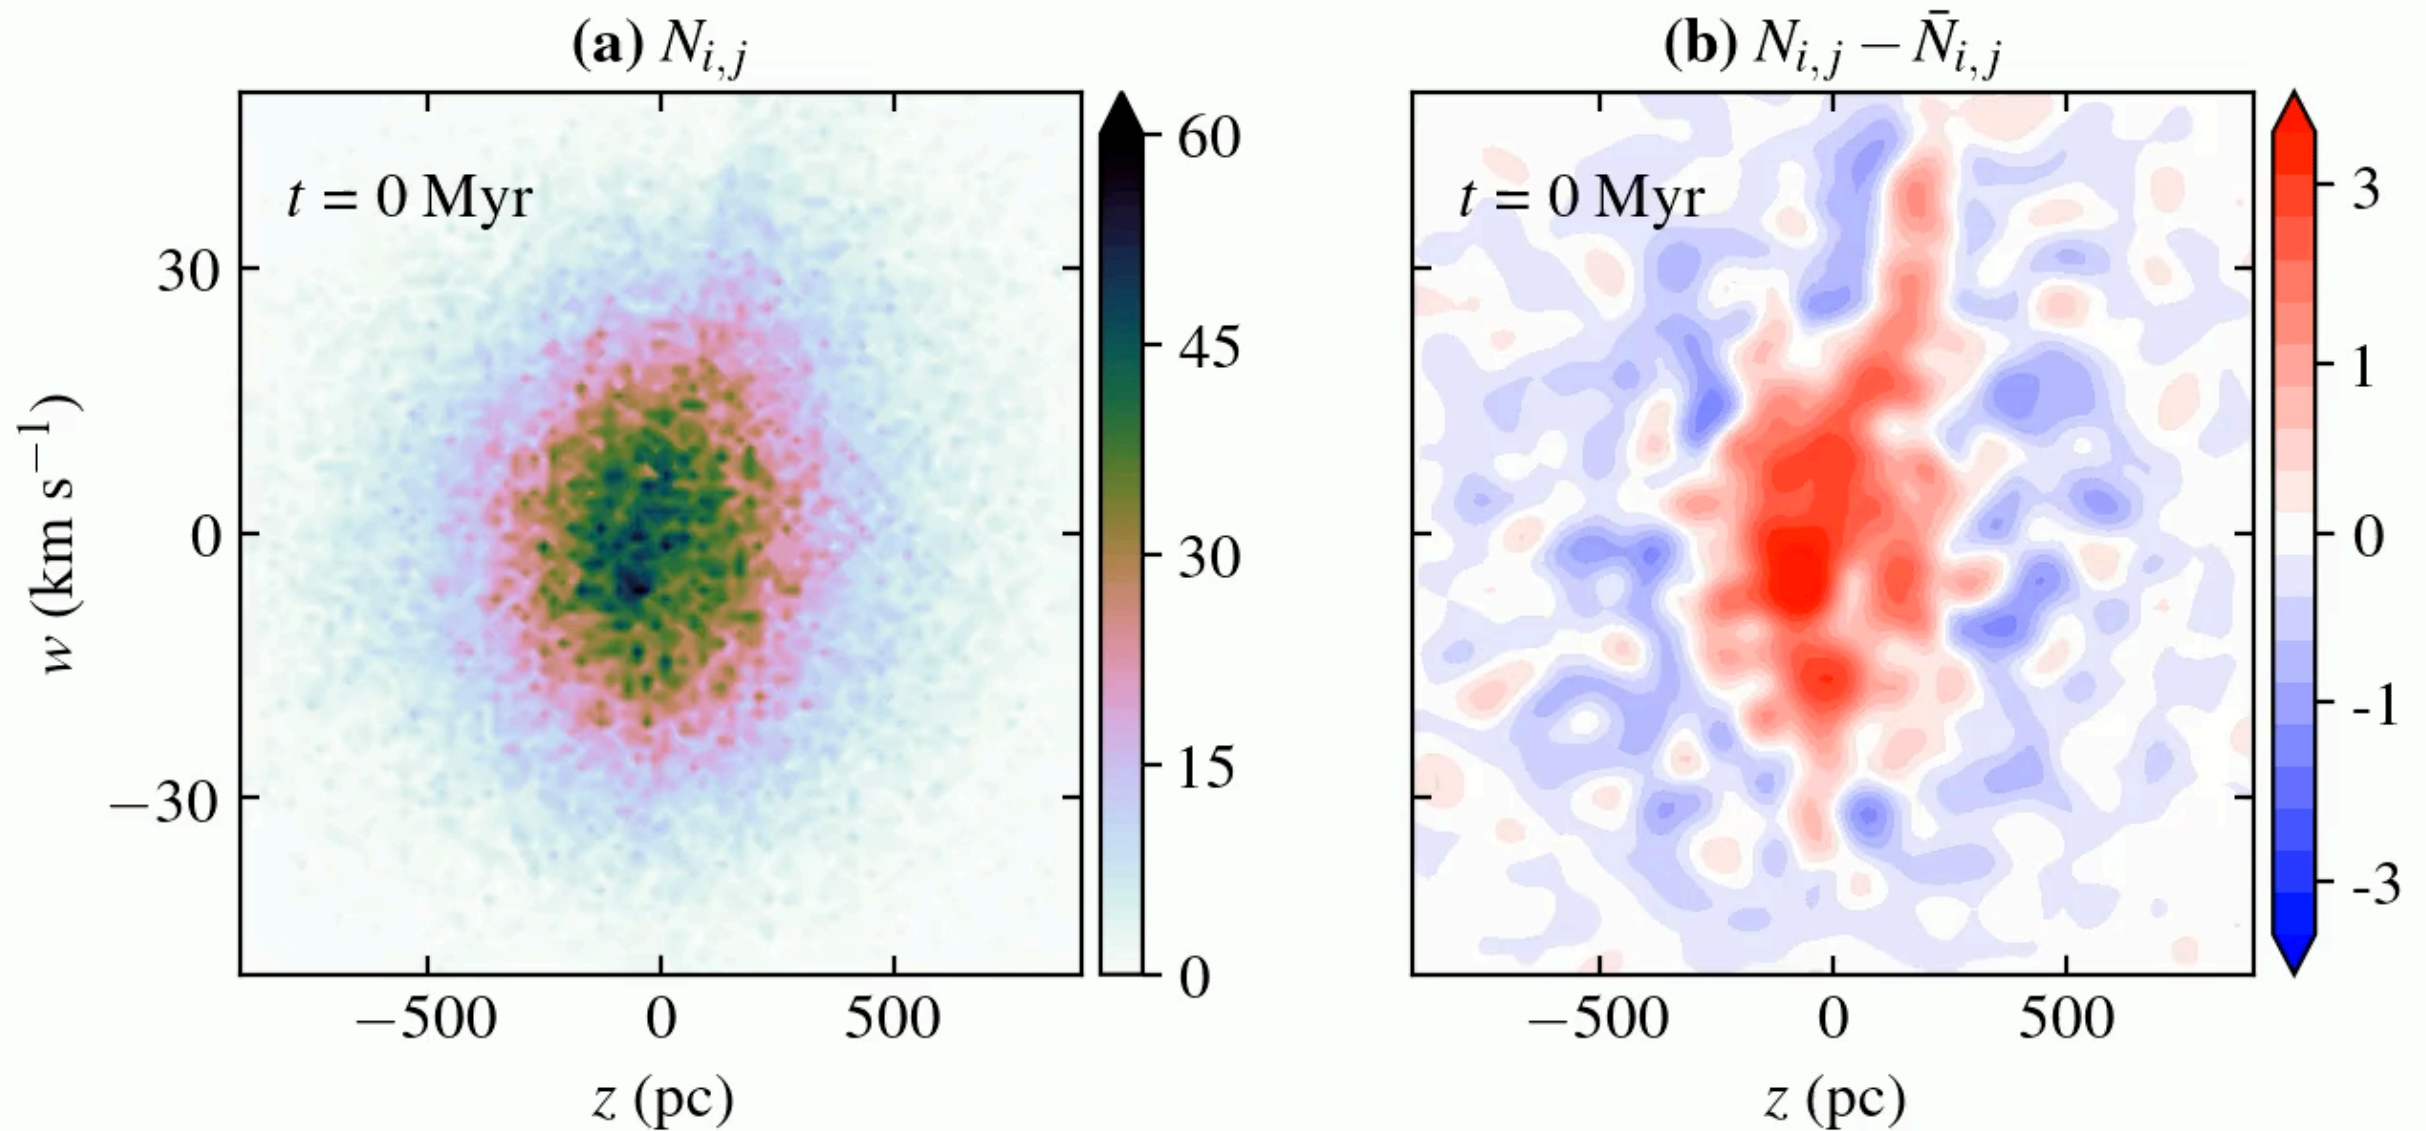 (a) N_{i,j}
t = 0 Myr
30
0
−30
w (km s⁻¹)
−500 0 500
z (pc)
60
45
30
15
0
(b) N_{i,j} − N̄_{i,j}
t = 0 Myr
−500 0 500
z (pc)
3
1
0
-1
-3